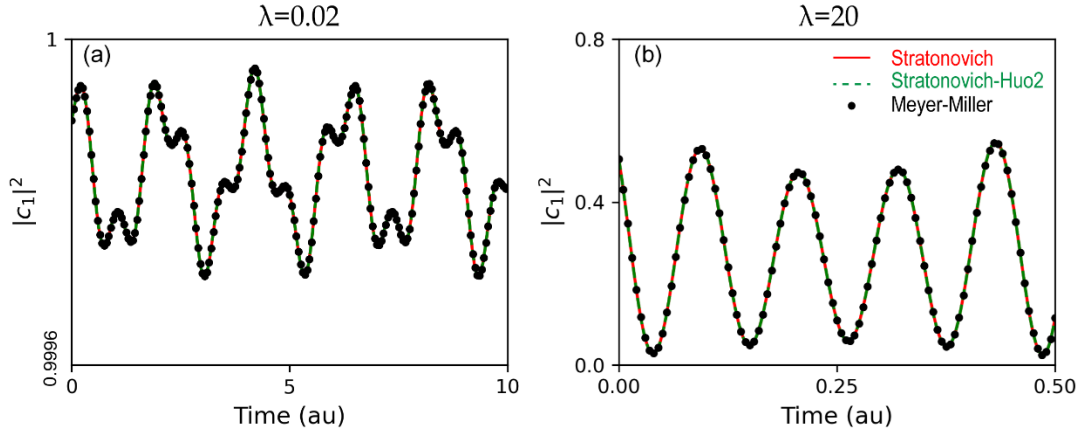 λ=0.02
(a)
1
|c₁|²
0.9996
0
5
10
Time (au)
λ=20
(b)
Stratonovich
Stratonovich-Huo2
Meyer-Miller
0.8
|c₁|²
0.4
0.0
0.00
0.25
0.50
Time (au)